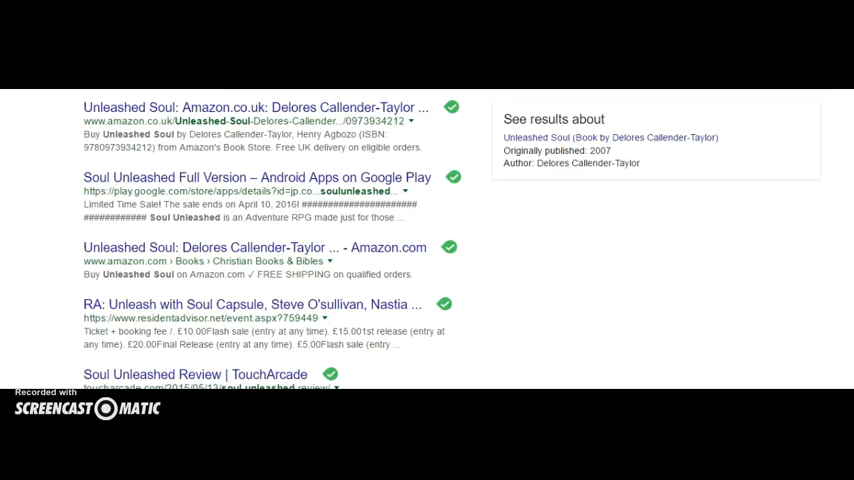 Unleashed Soul: Amazon.co.uk: Delores Callender-Taylor ...
www.amazon.co.uk/Unleashed-Soul-Delores-Callender.../0973934212
Buy Unleashed Soul by Delores Callender-Taylor, Henry Agbozo (ISBN:
9780973934212) from Amazon's Book Store. Free UK delivery on eligible orders.
Soul Unleashed Full Version – Android Apps on Google Play
https://play.google.com/store/apps/details?id=jp.co...soulunleashed...
Limited Time Sale! The sale ends on April 10, 2016! ######################
############ Soul Unleashed is an Adventure RPG made just for those ...
Unleashed Soul: Delores Callender-Taylor ... - Amazon.com
www.amazon.com › Books › Christian Books & Bibles
Buy Unleashed Soul on Amazon.com ✓ FREE SHIPPING on qualified orders.
RA: Unleash with Soul Capsule, Steve O'sullivan, Nastia ...
https://www.residentadvisor.net/event.aspx?759449
Ticket + booking fee /. £10.00Flash sale (entry at any time). £15.001st release (entry at
any time). £20.00Final Release (entry at any time). £5.00Flash sale (entry ...
Soul Unleashed Review | TouchArcade
toucharcade.com/2015/05/12/soul-unleashed-review/
See results about
Unleashed Soul (Book by Delores Callender-Taylor)
Originally published: 2007
Author: Delores Callender-Taylor
Recorded with
SCREENCAST MATIC